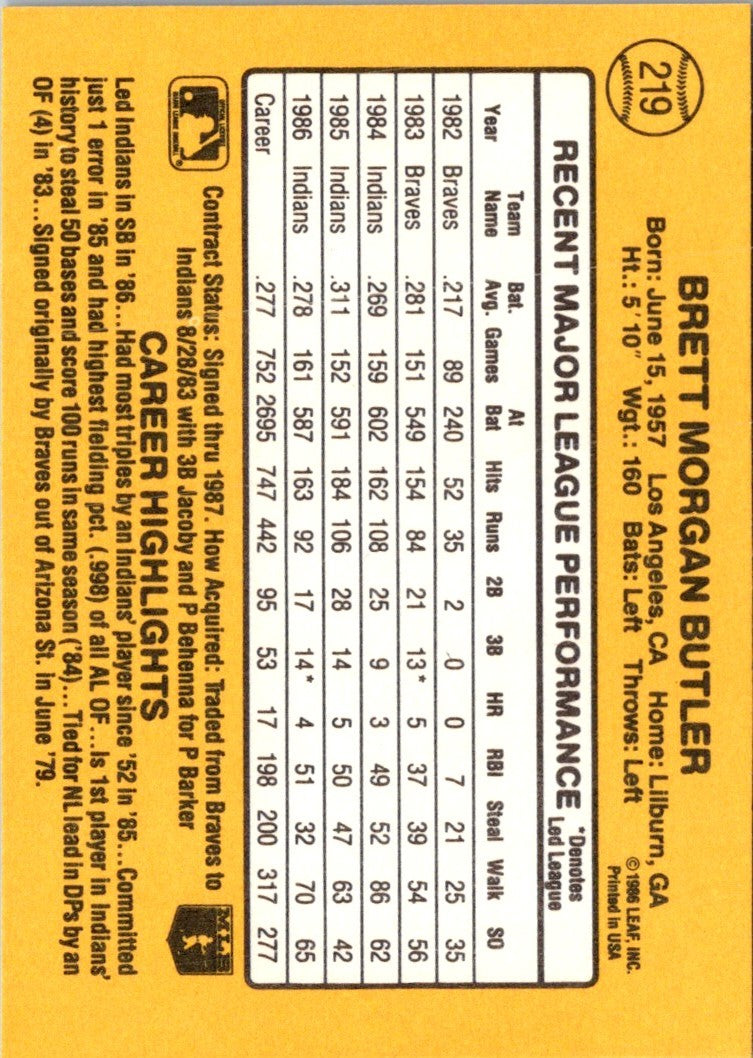 219
BRETT MORGAN BUTLER
Born: June 15, 1957 Los Angeles, CA Home: Lilburn, GA
Ht.: 5'10" Wgt.: 160 Bats: Left Throws: Left
©1986 LEAF, INC.
Printed in USA
RECENT MAJOR LEAGUE PERFORMANCE *Denotes Led League
Year Team Name Bat. Avg. Games At Bat Hits Runs 2B 3B HR RBI Steal Walk SO
1982 Braves .217 89 240 52 35 2 0 0 7 21 25 35
1983 Braves .281 151 549 154 84 21 13* 5 37 39 54 56
1984 Indians .269 159 602 162 108 25 9 3 49 52 86 62
1985 Indians .311 152 591 184 106 28 14 5 50 47 63 42
1986 Indians .278 161 587 163 92 17 14* 4 51 32 70 65
Career .277 752 2695 747 442 95 53 17 198 200 317 277
Contract Status: Signed thru 1987. How Acquired: Traded from Braves to
Indians 8/28/83 with 3B Jacoby and P Behenna for P Barker
MLB
CAREER HIGHLIGHTS
Led Indians in SB in '86...Had most triples by an Indians' player since '52 in '85...Committed
just 1 error in '85 and had highest fielding pct. (.998) of all AL OF...Is 1st player in Indians'
history to steal 50 bases and score 100 runs in same season ('84)...Tied for NL lead in DPs by an
OF (4) in '83...Signed originally by Braves out of Arizona St. in June '79.